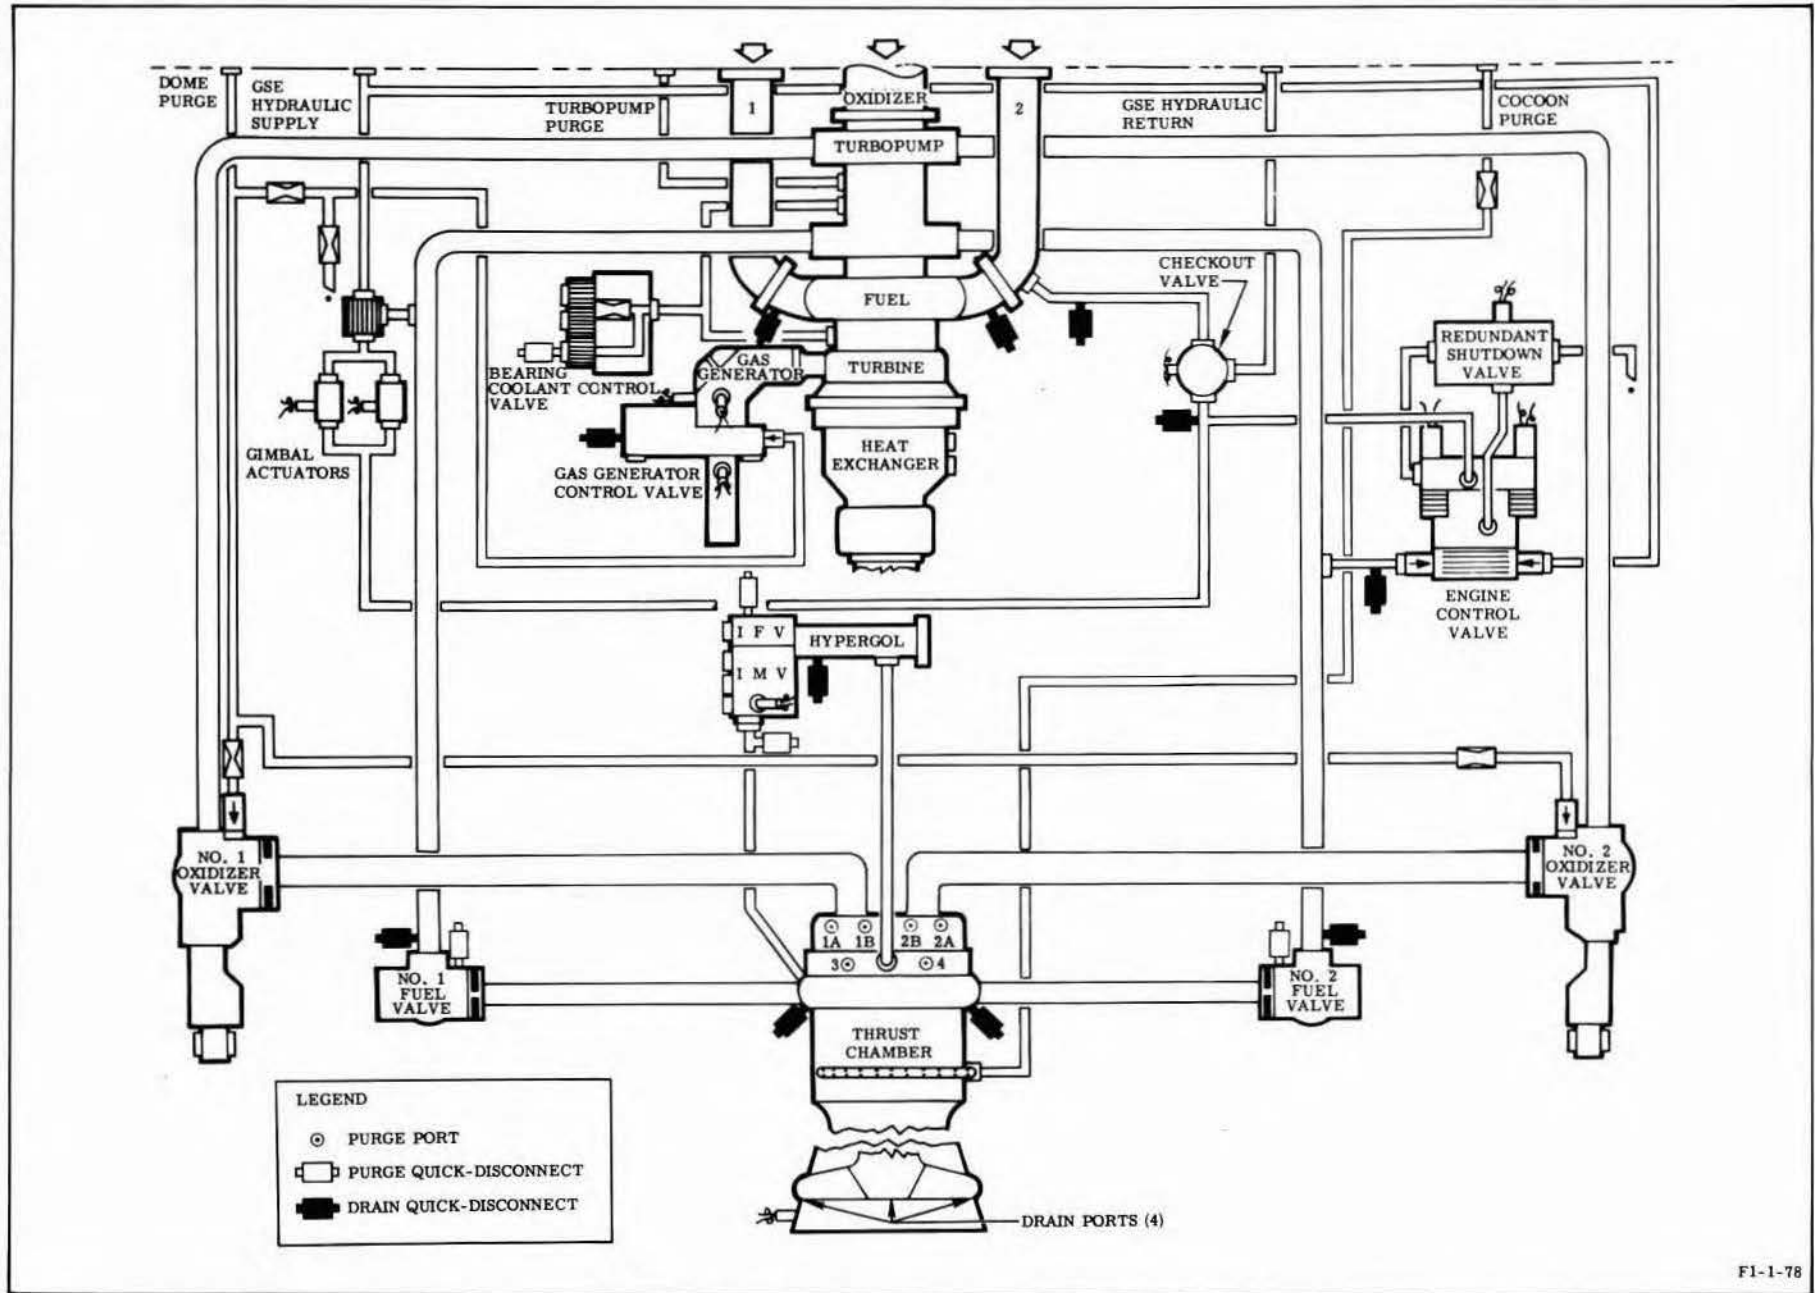 DOME
PURGE
GSE
HYDRAULIC
SUPPLY
TURBOPUMP
PURGE
1
OXIDIZER
2
GSE HYDRAULIC
RETURN
COCOON
PURGE
TURBOPUMP
CHECKOUT
VALVE
FUEL
REDUNDANT
SHUTDOWN
VALVE
GAS
GENERATOR
TURBINE
BEARING
COOLANT CONTROL
VALVE
HEAT
EXCHANGER
GIMBAL
ACTUATORS
GAS GENERATOR
CONTROL VALVE
ENGINE
CONTROL
VALVE
I F V
HYPERGOL
I M V
NO. 1
OXIDIZER
VALVE
NO. 2
OXIDIZER
VALVE
1A 1B 2B 2A
3 4
NO. 1
FUEL
VALVE
NO. 2
FUEL
VALVE
THRUST
CHAMBER
LEGEND
PURGE PORT
PURGE QUICK-DISCONNECT
DRAIN QUICK-DISCONNECT
DRAIN PORTS (4)
F1-1-78